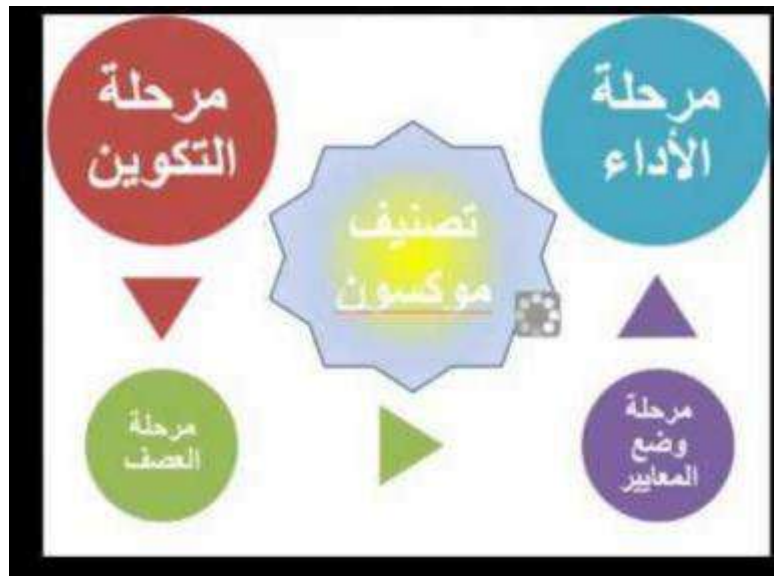 مرحلة
التكوين
مرحلة
الأداء
تصنيف
موكسون
مرحلة
العصف
مرحلة
وضع
المعايير